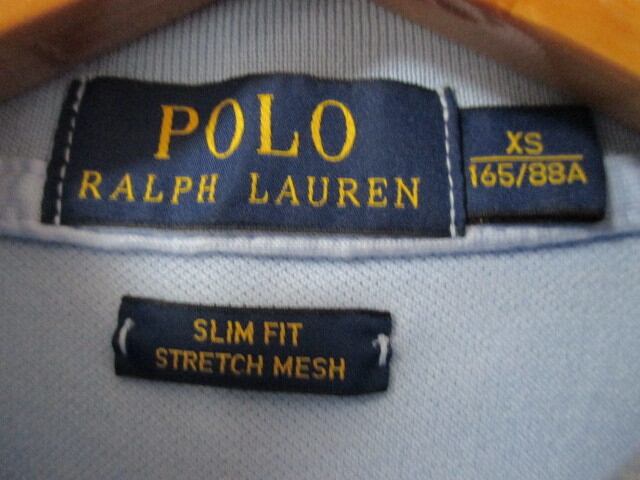 POLO
RALPH LAUREN
XS
165/88A
SLIM FIT
STRETCH MESH